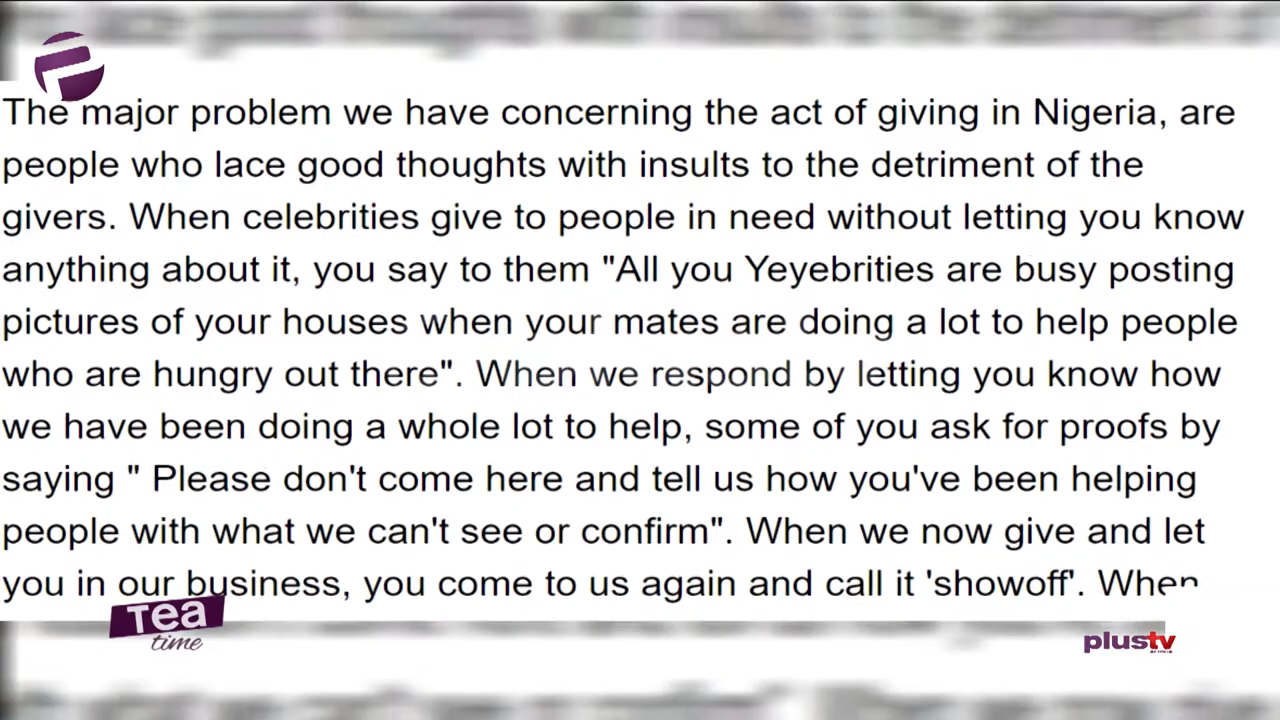 The major problem we have concerning the act of giving in Nigeria, are
people who lace good thoughts with insults to the detriment of the
givers. When celebrities give to people in need without letting you know
anything about it, you say to them "All you Yeyebrities are busy posting
pictures of your houses when your mates are doing a lot to help people
who are hungry out there". When we respond by letting you know how
we have been doing a whole lot to help, some of you ask for proofs by
saying " Please don't come here and tell us how you've been helping
people with what we can't see or confirm". When we now give and let
you in our business, you come to us again and call it 'showoff'. When
Tea
time
plustv